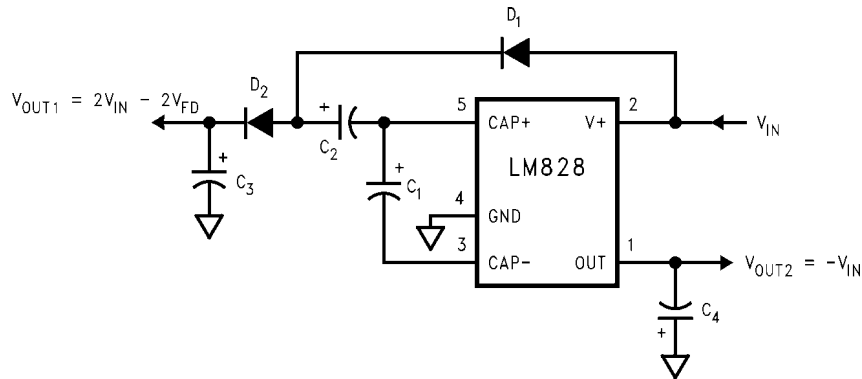 D1
VOUT1 = 2VIN - 2VFD
D2
+
C2
5
CAP+
V+
2
VIN
+
C3
+
C1
LM828
4
GND
3
CAP-
OUT
1
VOUT2 = -VIN
+
C4